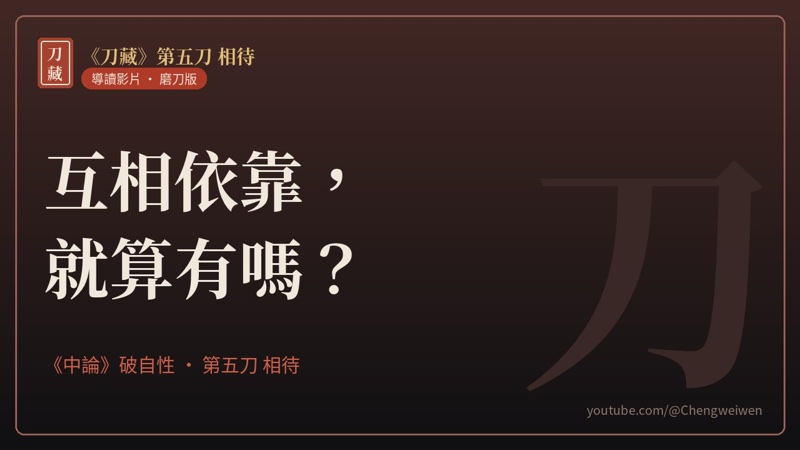 刀藏
《刀藏》第五刀 相待
導讀影片・磨刀版
互相依靠，
就算有嗎？
《中論》破自性・第五刀 相待
刀
youtube.com/@Chengweiwen